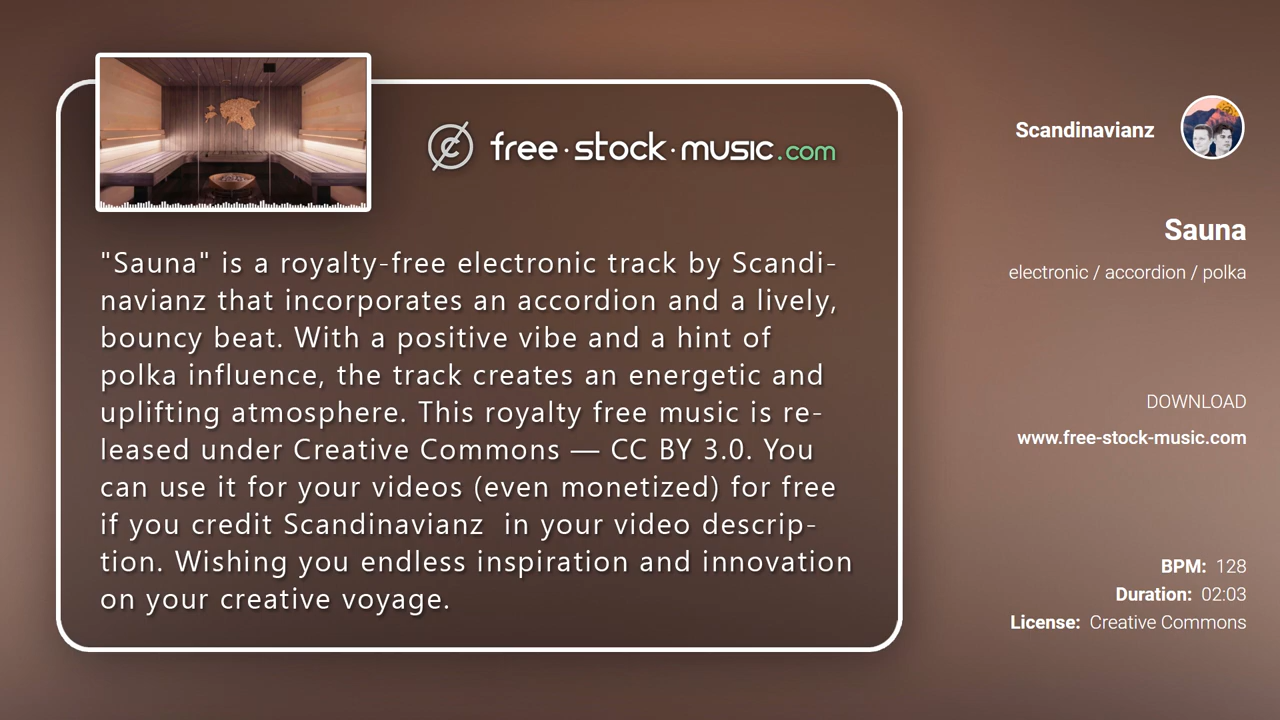 free·stock·music.com
"Sauna" is a royalty-free electronic track by Scandi-
navianz that incorporates an accordion and a lively,
bouncy beat. With a positive vibe and a hint of
polka influence, the track creates an energetic and
uplifting atmosphere. This royalty free music is re-
leased under Creative Commons — CC BY 3.0. You
can use it for your videos (even monetized) for free
if you credit Scandinavianz  in your video descrip-
tion. Wishing you endless inspiration and innovation
on your creative voyage.
Scandinavianz
Sauna
electronic / accordion / polka
DOWNLOAD
www.free-stock-music.com
BPM: 128
Duration: 02:03
License: Creative Commons